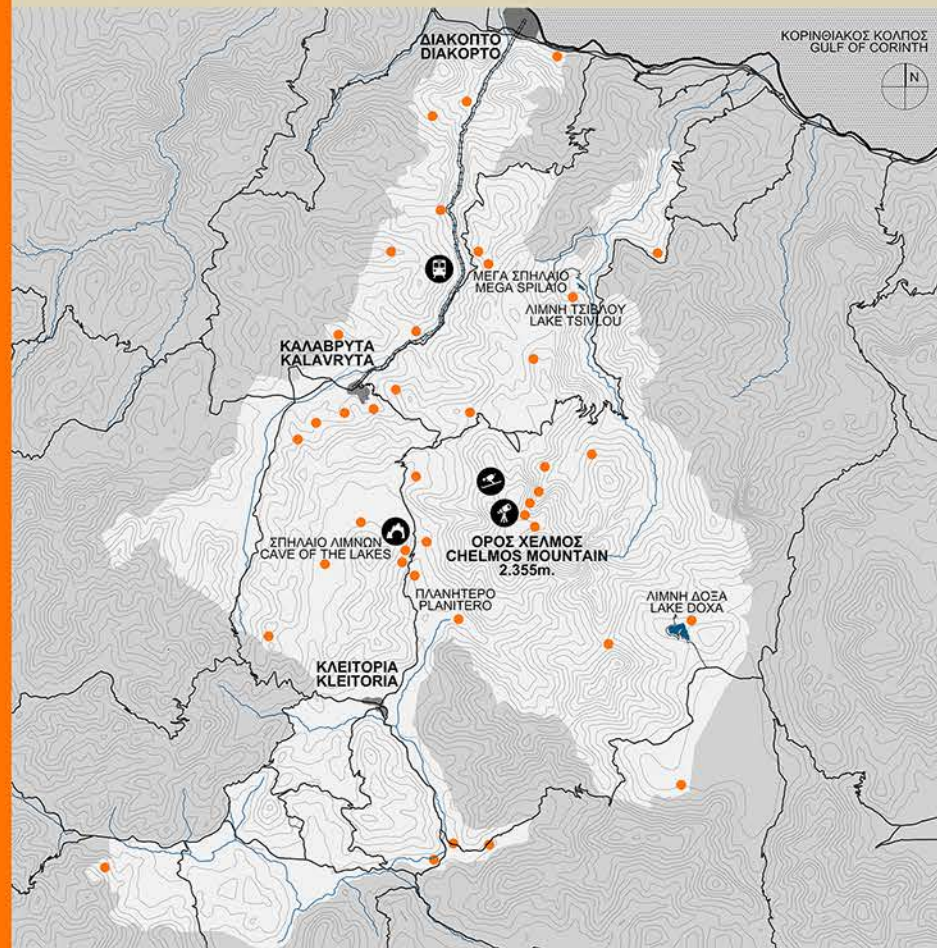 ΔΙΑΚΟΠΤΟ
DIAKOPTO
ΚΟΡΙΝΘΙΑΚΟΣ ΚΟΛΠΟΣ
GULF OF CORINTH
N
ΜΕΓΑ ΣΠΗΛΑΙΟ
MEGA SPILAIO
ΛΙΜΝΗ ΤΣΙΒΛΟΥ
LAKE TSIVLOU
ΚΑΛΑΒΡΥΤΑ
KALAVRYTA
ΣΠΗΛΑΙΟ ΛΙΜΝΩΝ
CAVE OF THE LAKES
ΟΡΟΣ ΧΕΛΜΟΣ
CHELMOS MOUNTAIN
2.355m.
ΠΛΑΝΗΤΕΡΟ
PLANITERO
ΛΙΜΝΗ ΔΟΞΑ
LAKE DOXA
ΚΛΕΙΤΟΡΙΑ
KLEITORIA